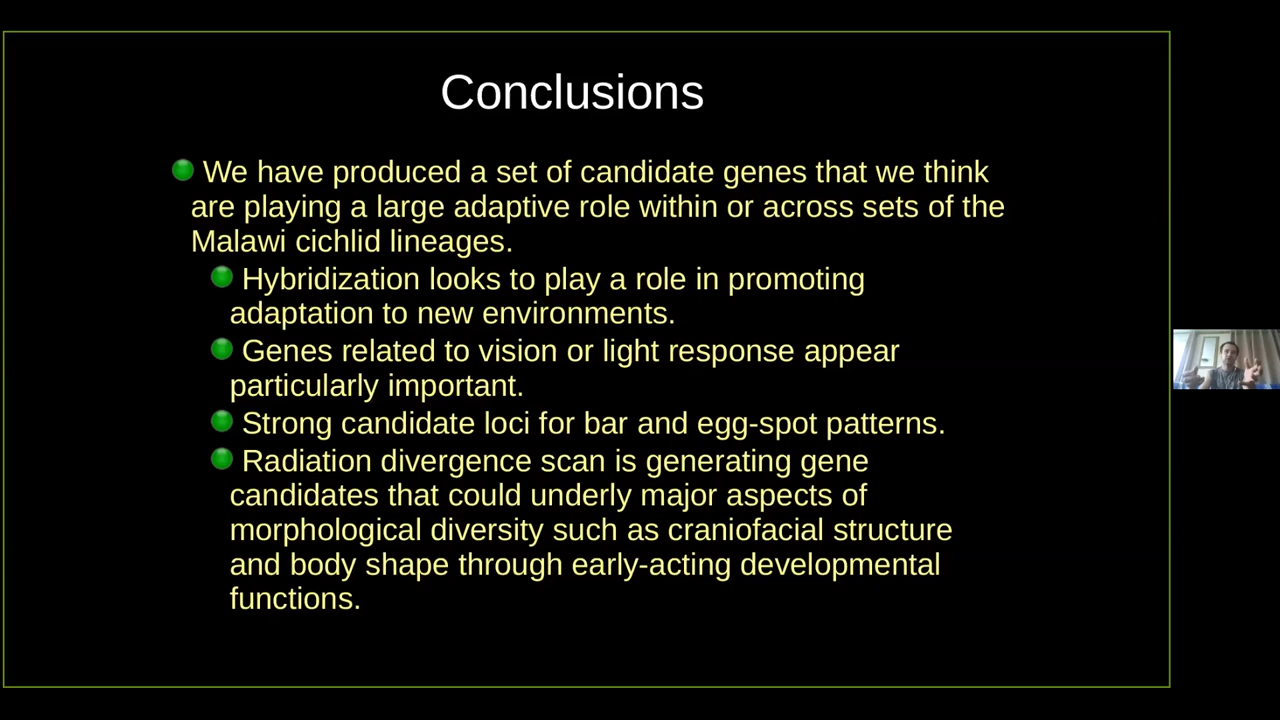 Conclusions
We have produced a set of candidate genes that we think
are playing a large adaptive role within or across sets of the
Malawi cichlid lineages.
Hybridization looks to play a role in promoting
adaptation to new environments.
Genes related to vision or light response appear
particularly important.
Strong candidate loci for bar and egg-spot patterns.
Radiation divergence scan is generating gene
candidates that could underly major aspects of
morphological diversity such as craniofacial structure
and body shape through early-acting developmental
functions.